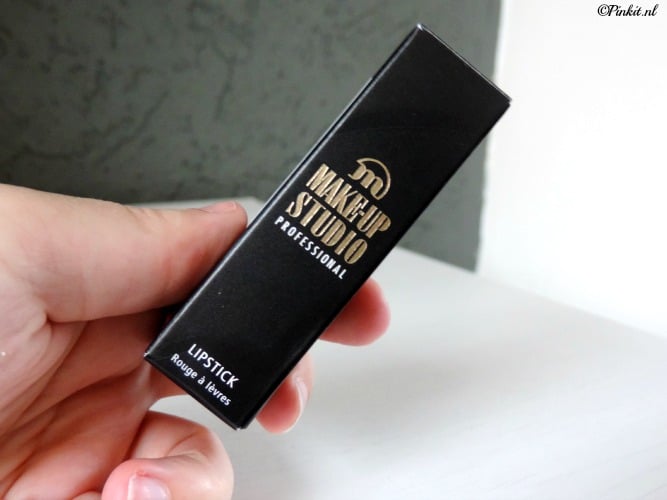 ©Pinkit.nl
m
MAKE-UP
STUDIO
PROFESSIONAL
LIPSTICK
Rouge à lèvres